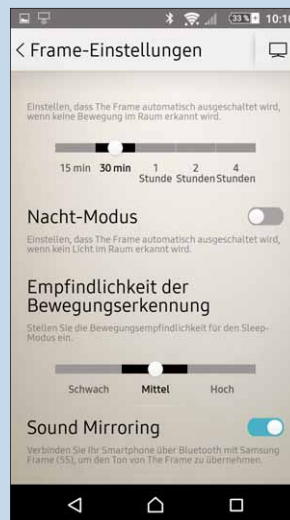 33% 10:10
Frame-Einstellungen
Einstellen, dass The Frame automatisch ausgeschaltet wird,
wenn keine Bewegung im Raum erkannt wird.
15 min 30 min 1 2 4
Stunde Stunden Stunden
Nacht-Modus
Einstellen, dass The Frame automatisch ausgeschaltet wird,
wenn kein Licht im Raum erkannt wird.
Empfindlichkeit der
Bewegungserkennung
Stellen Sie die Bewegungsempfindlichkeit für den Sleep-
Modus ein.
Schwach Mittel Hoch
Sound Mirroring
Verbinden Sie Ihr Smartphone über Bluetooth mit Samsung
Frame (55), um den Ton von The Frame zu übernehmen.